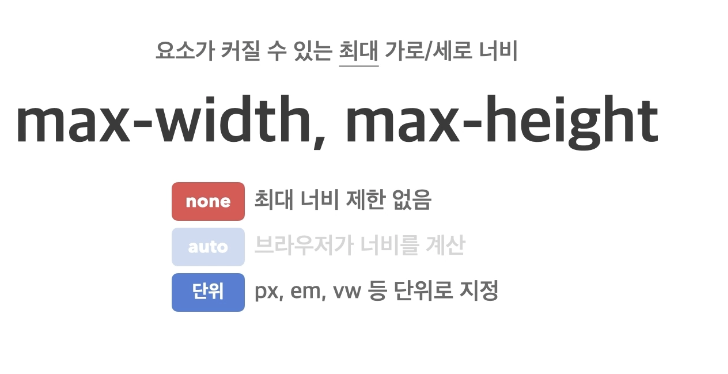 요소가 커질 수 있는 최대 가로/세로 너비
max-width, max-height
none 최대 너비 제한 없음
auto 브라우저가 너비를 계산
단위 px, em, vw 등 단위로 지정